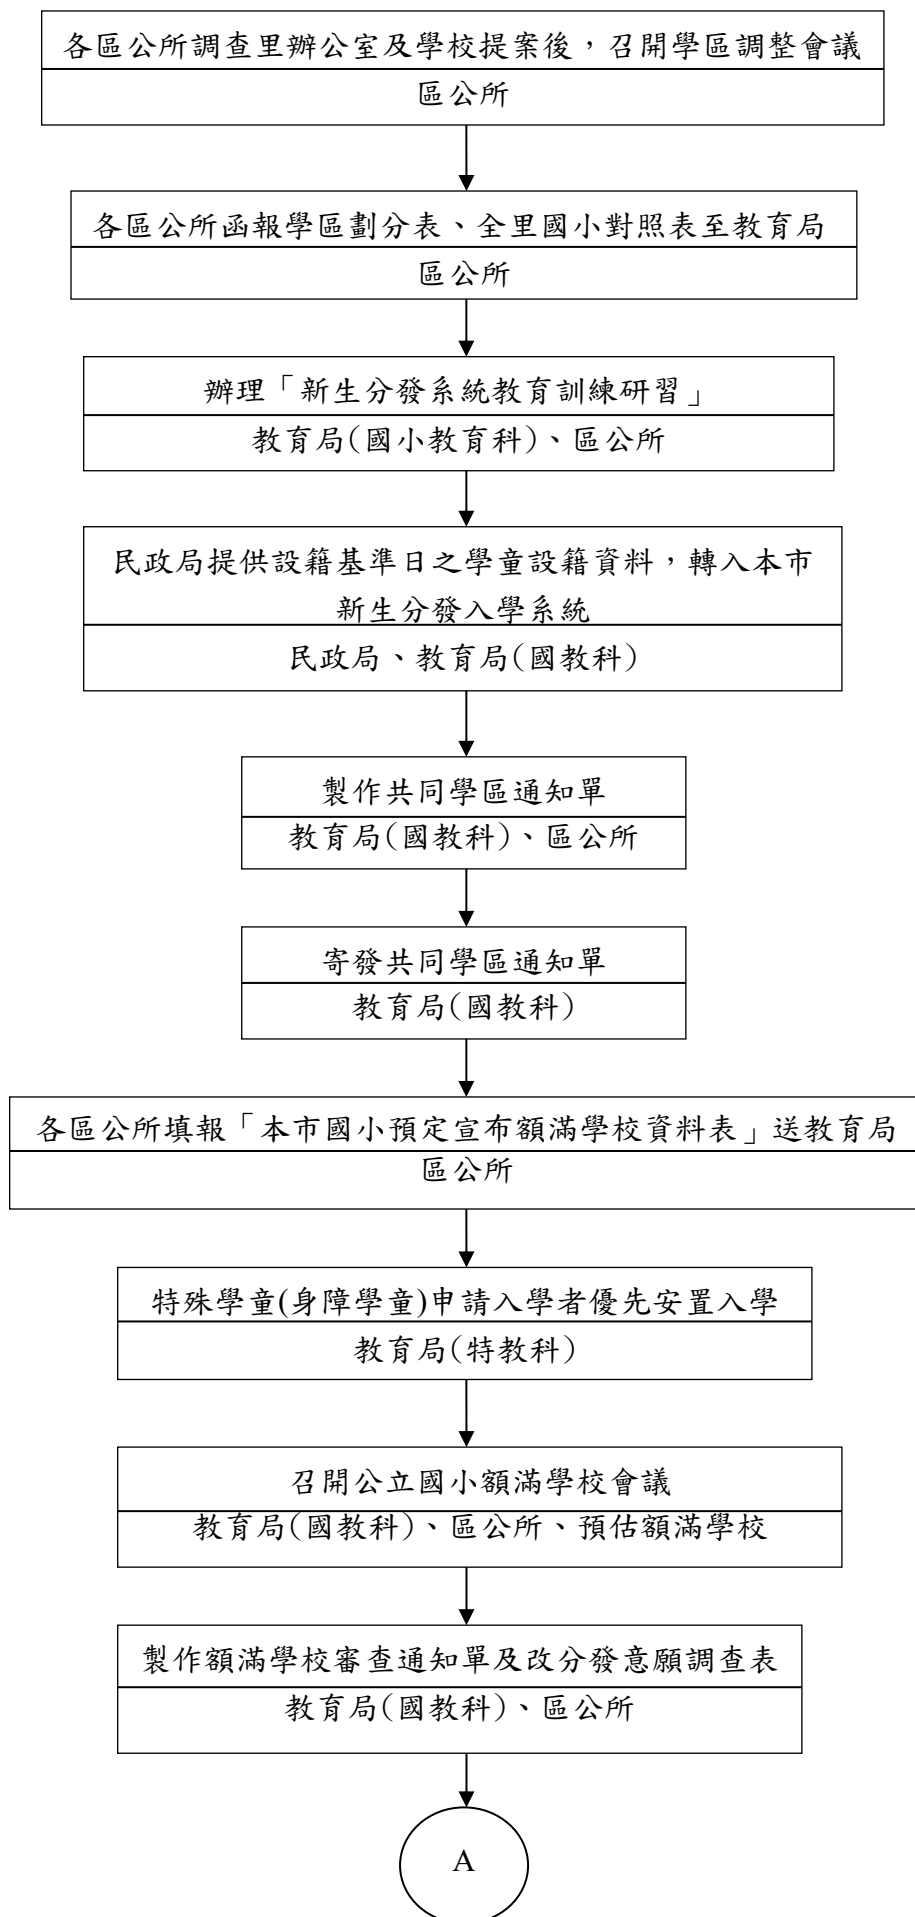 各區公所調查里辦公室及學校提案後，召開學區調整會議
區公所
各區公所函報學區劃分表、全里國小對照表至教育局
區公所
辦理「新生分發系統教育訓練研習」
教育局(國小教育科)、區公所
民政局提供設籍基準日之學童設籍資料，轉入本市
新生分發入學系統
民政局、教育局(國教科)
製作共同學區通知單
教育局(國教科)、區公所
寄發共同學區通知單
教育局(國教科)
各區公所填報「本市國小預定宣布額滿學校資料表」送教育局
區公所
特殊學童(身障學童)申請入學者優先安置入學
教育局(特教科)
召開公立國小額滿學校會議
教育局(國教科)、區公所、預估額滿學校
製作額滿學校審查通知單及改分發意願調查表
教育局(國教科)、區公所
A